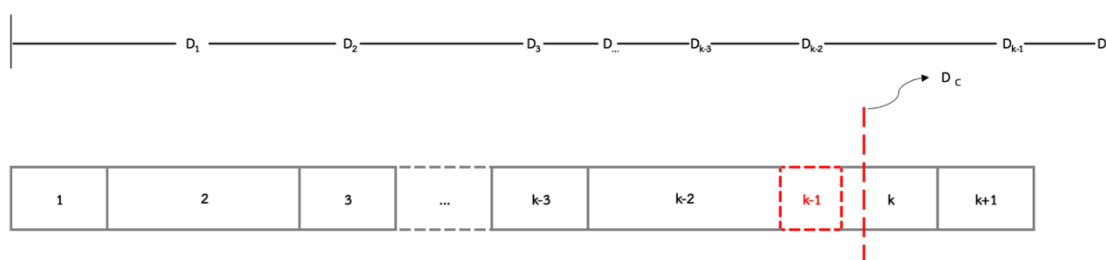 D1 D2 D3 D... Dk-3 Dk-2 Dk-1 D
D C
1 2 3 ... k-3 k-2 k-1 k k+1